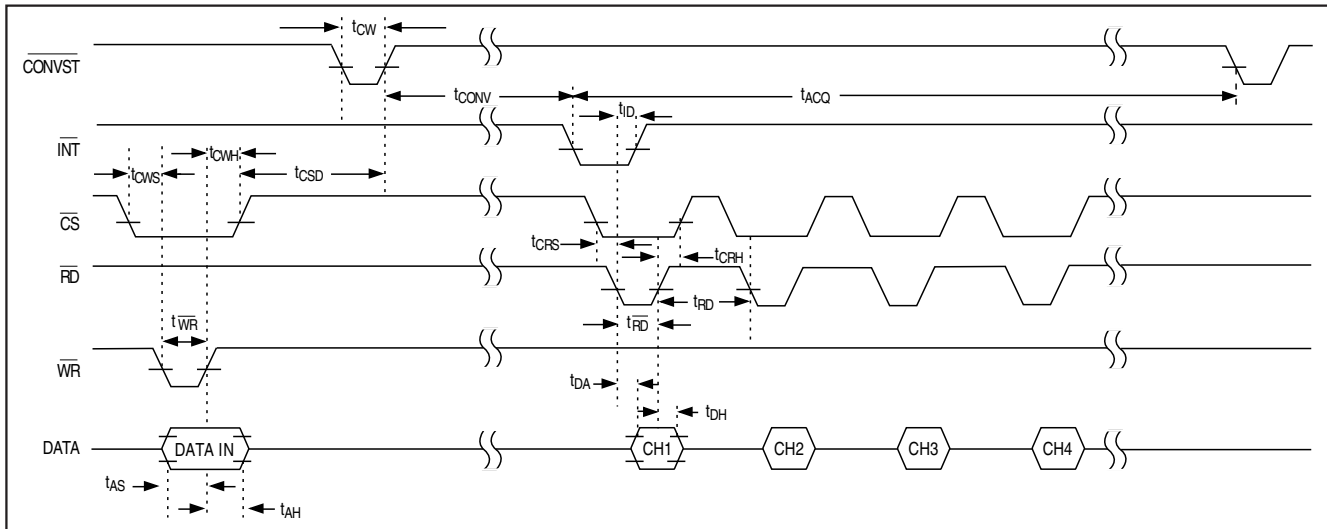 tCW
CONVST
tCONV
tACQ
tID
INT
tCWH
tCWS
tCSD
CS
tCRS
tCRH
RD
tRD
tWR
tRD
WR
tDA
tDH
DATA
DATA IN
CH1
CH2
CH3
CH4
tAS
tAH